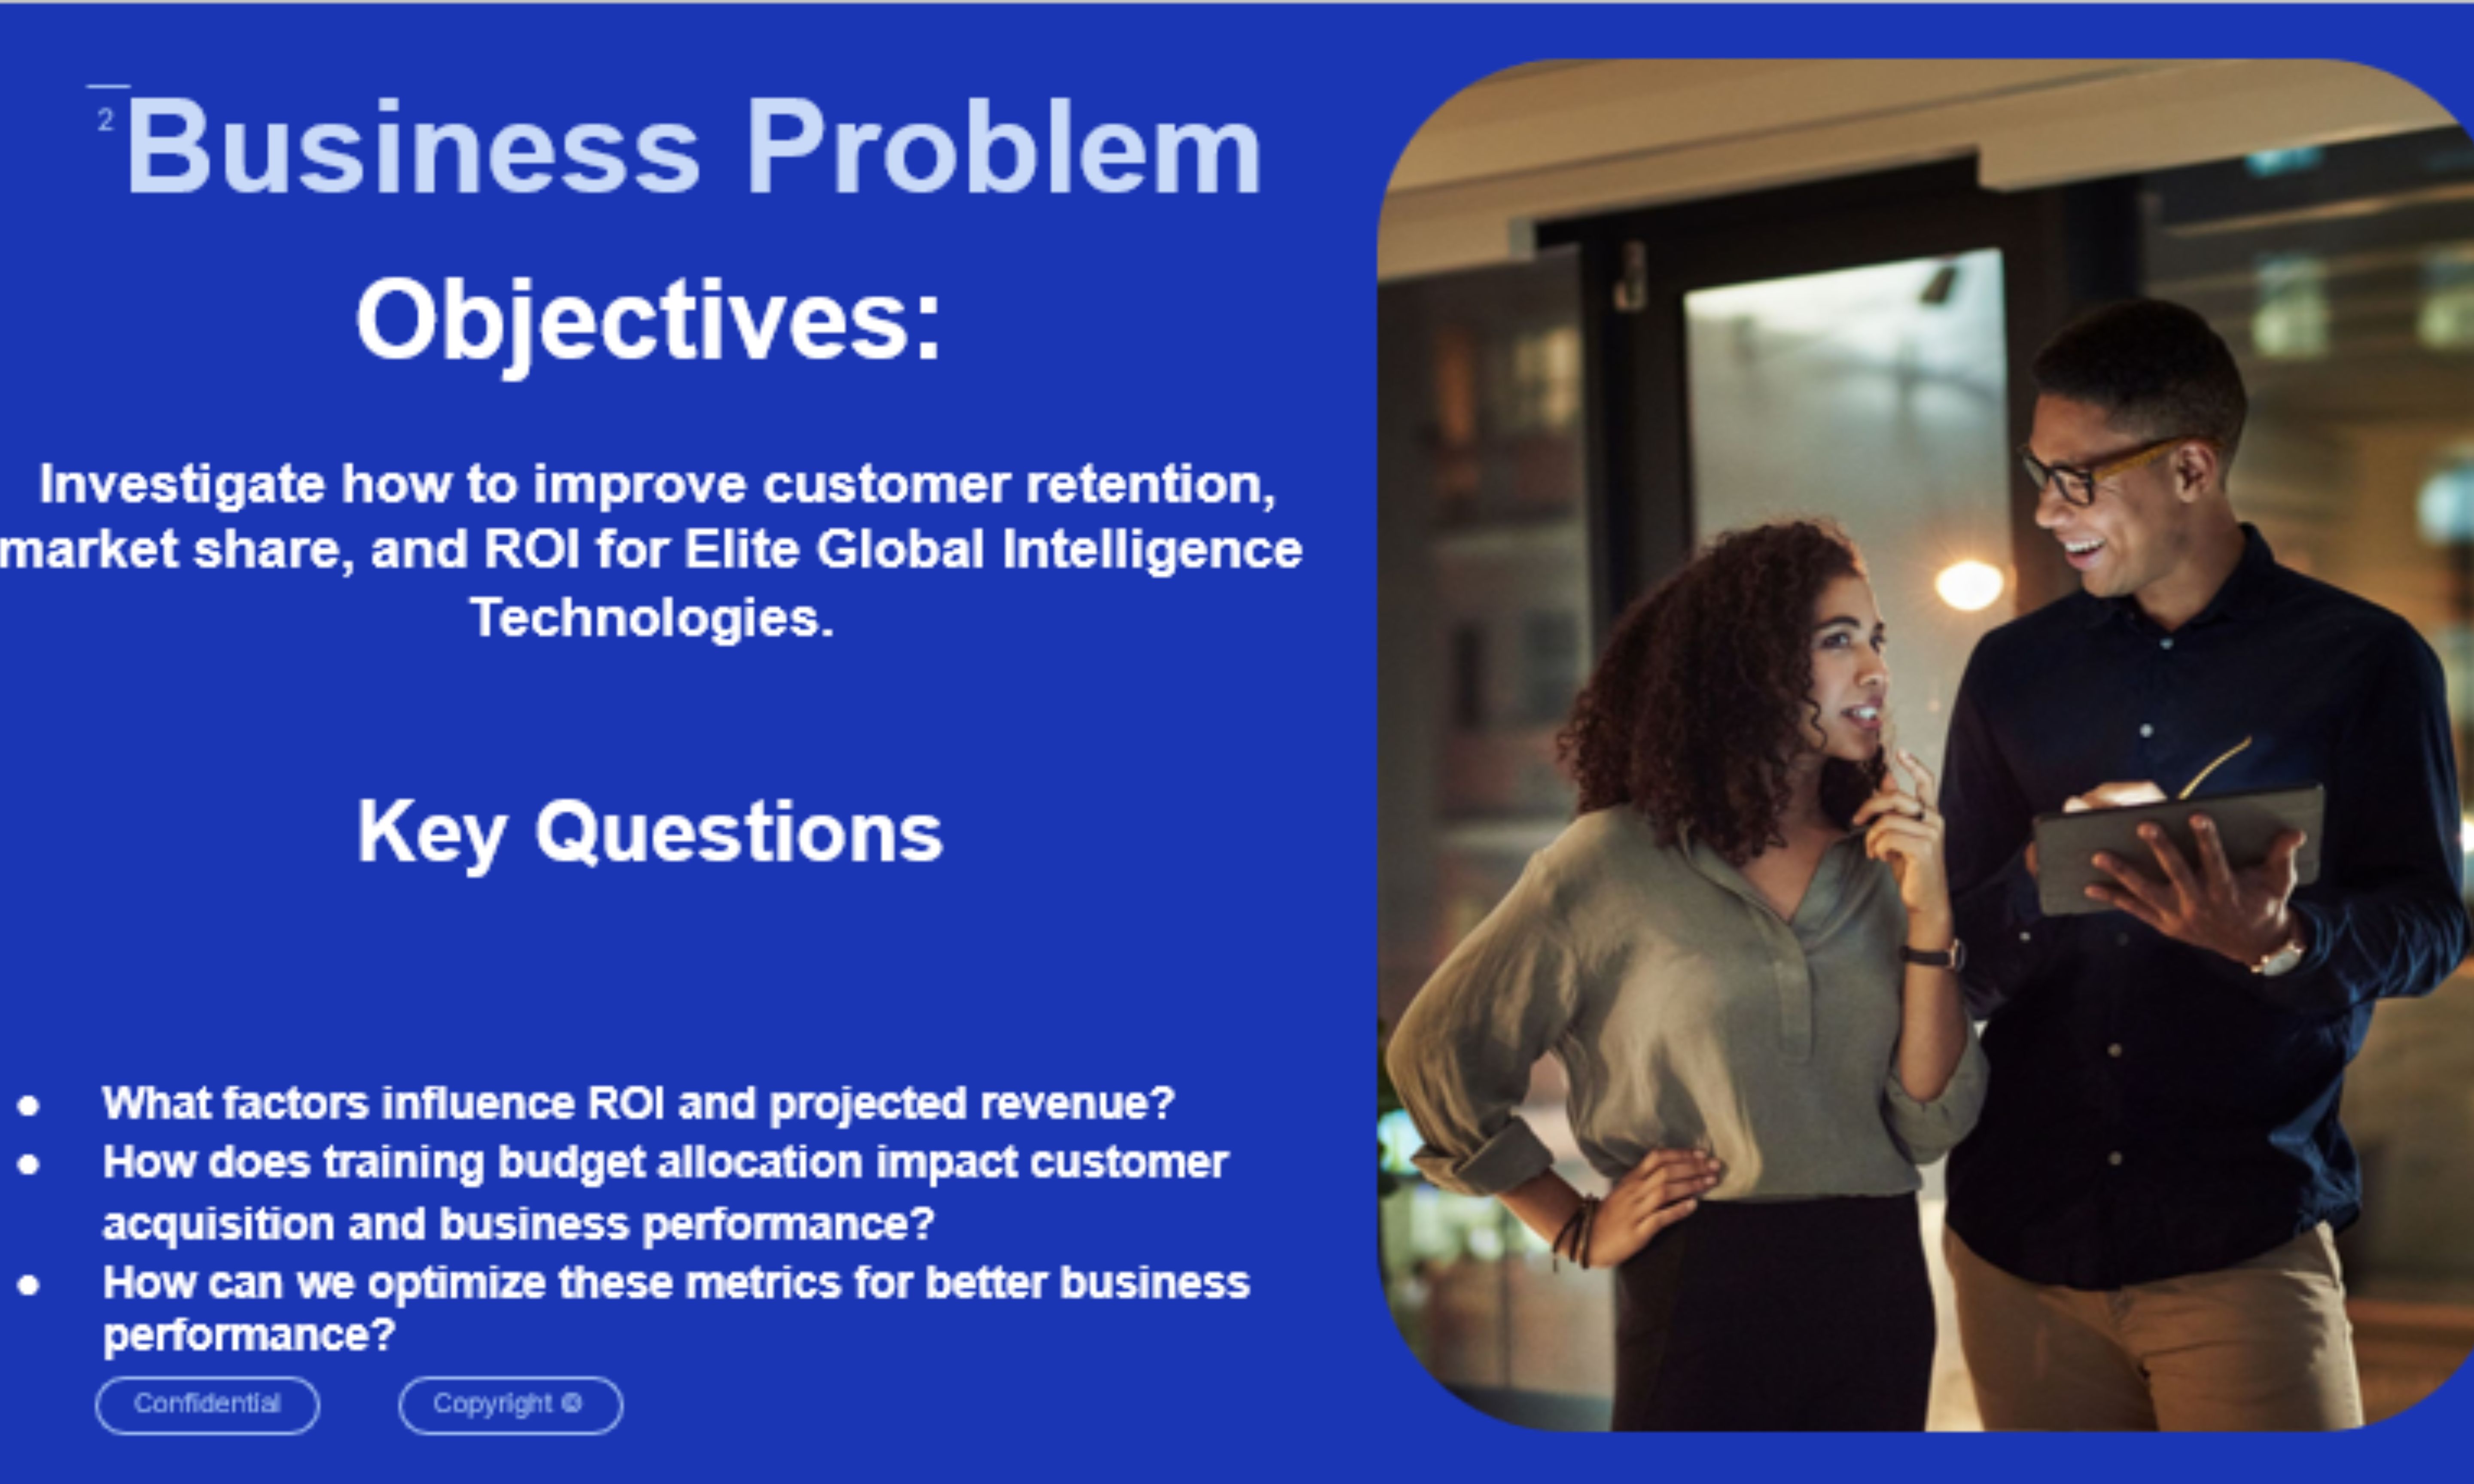 2
Business Problem
Objectives:
Investigate how to improve customer retention,
market share, and ROI for Elite Global Intelligence
Technologies.
Key Questions
• What factors influence ROI and projected revenue?
• How does training budget allocation impact customer
acquisition and business performance?
• How can we optimize these metrics for better business
performance?
Confidential
Copyright ©